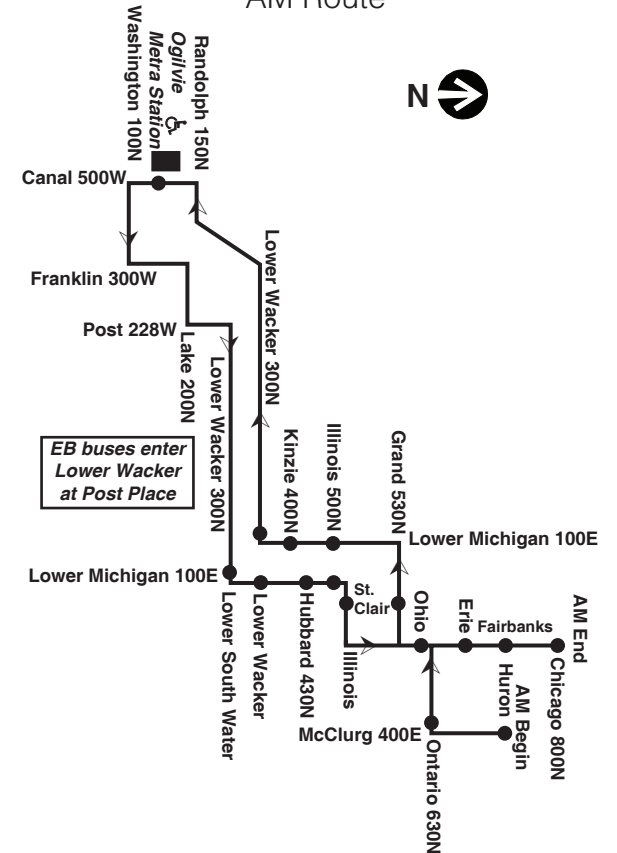 AM Route
Washington 100N
Ogilvie
Metra Station
Randolph 150N
N
Canal 500W
Franklin 300W
Lower Wacker 300N
Post 228W
Lake 200N
Lower Wacker 300N
EB buses enter
Lower Wacker
at Post Place
Kinzie 400N
Illinois 500N
Grand 530N
Lower Michigan 100E
Lower Michigan 100E
St.
Clair
Ohio
Erie
Fairbanks
AM End
Lower South Water
Lower Wacker
Hubbard 430N
Illinois
Huron
AM Begin
Chicago 800N
McClurg 400E
Ontario 630N